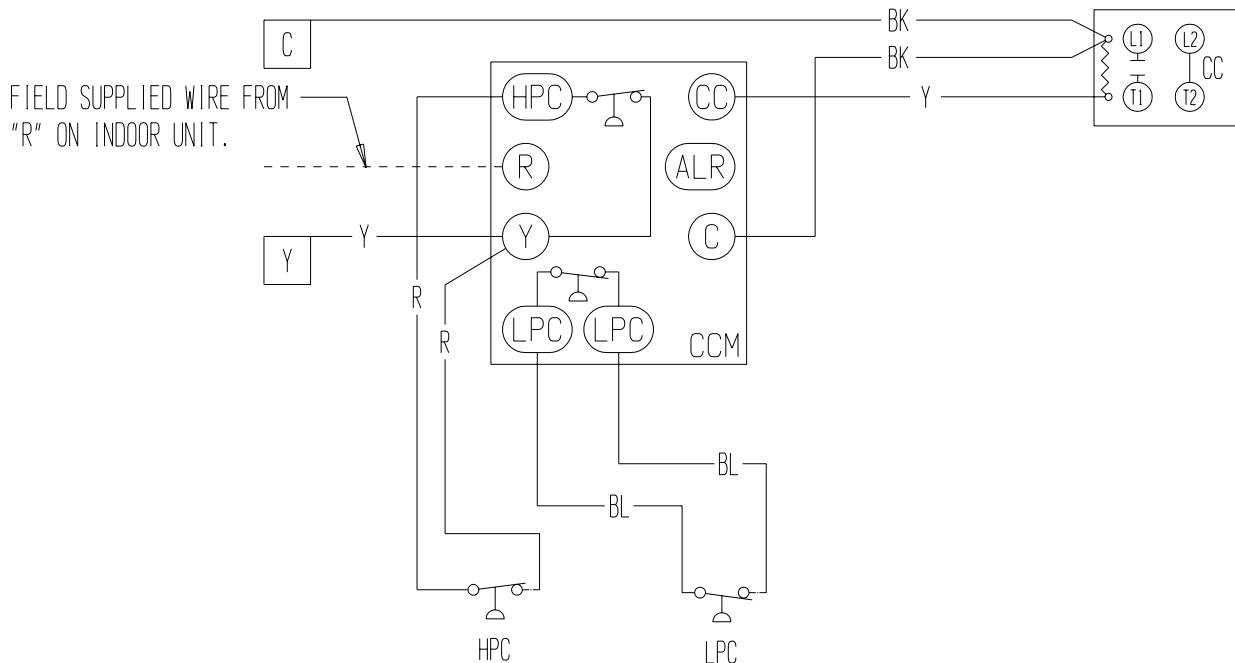 C
BK
BK
L1
L2
CC
T1
T2
FIELD SUPPLIED WIRE FROM
"R" ON INDOOR UNIT.
HPC
CC
Y
R
ALR
Y
Y
Y
C
R
R
LPC
LPC
CCM
BL
BL
HPC
LPC